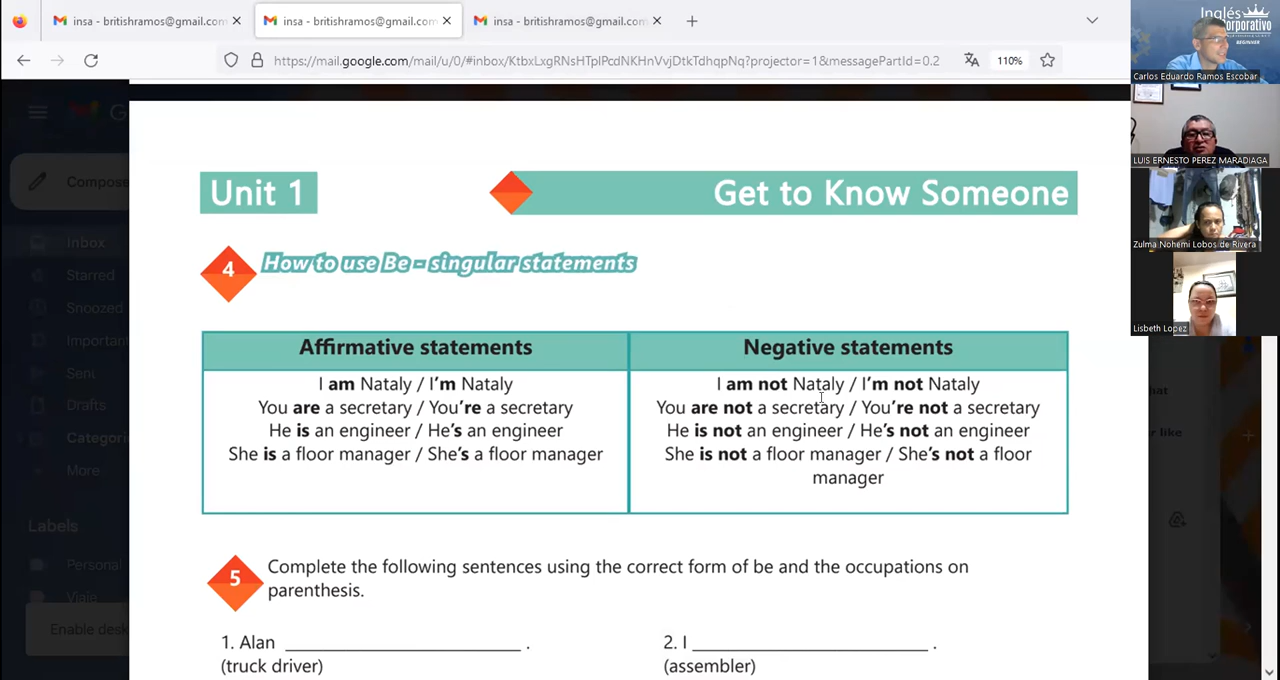 insa - britishramos@gmail.com
insa - britishramos@gmail.com
insa - britishramos@gmail.com
https://mail.google.com/mail/u/0/#inbox/KtbxLxgRNsHTpIPcdNKHnVvjDtkTdhqpNq?projector=1&messagePartId=0.2
110%
Inglés
Corporativo
BEGINNER
Carlos Eduardo Ramos Escobar
LUIS ERNESTO PEREZ MARADIAGA
Zulma Nohemi Lobos de Rivera
Lisbeth Lopez
Compose
Inbox
Starred
Snoozed
Important
Sent
Drafts
Categori
More
Labels
Personal
Viaje
Enable desk
Unit 1
Get to Know Someone
4
How to use Be - singular statements
Affirmative statements
I am Nataly / I'm Nataly
You are a secretary / You're a secretary
He is an engineer / He's an engineer
She is a floor manager / She's a floor manager
Negative statements
I am not Nataly / I'm not Nataly
You are not a secretary / You're not a secretary
He is not an engineer / He's not an engineer
She is not a floor manager / She's not a floor
manager
5
Complete the following sentences using the correct form of be and the occupations on
parenthesis.
1. Alan ________________________ .
(truck driver)
2. I ________________________ .
(assembler)